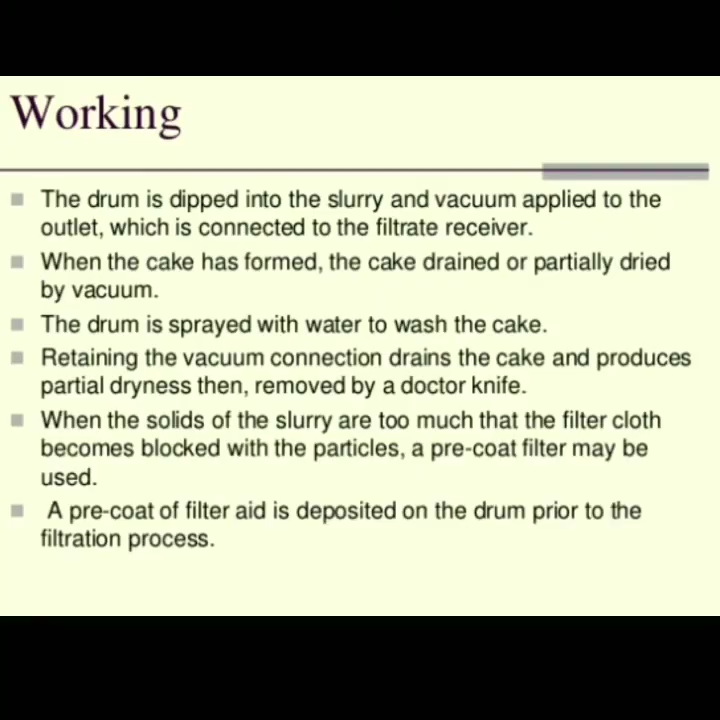 Working
The drum is dipped into the slurry and vacuum applied to the
outlet, which is connected to the filtrate receiver.
When the cake has formed, the cake drained or partially dried
by vacuum.
The drum is sprayed with water to wash the cake.
Retaining the vacuum connection drains the cake and produces
partial dryness then, removed by a doctor knife.
When the solids of the slurry are too much that the filter cloth
becomes blocked with the particles, a pre-coat filter may be
used.
A pre-coat of filter aid is deposited on the drum prior to the
filtration process.